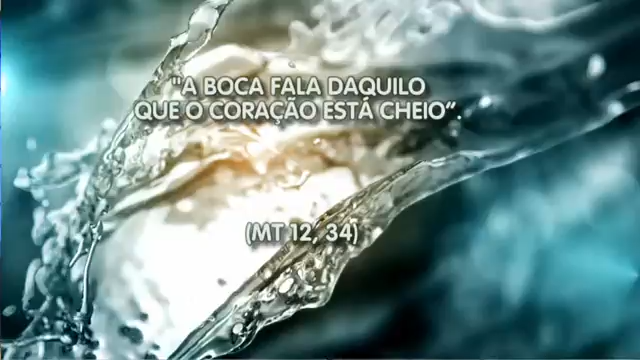 "A BOCA FALA DAQUILO
QUE O CORAÇÃO ESTÁ CHEIO“.
(MT 12, 34)